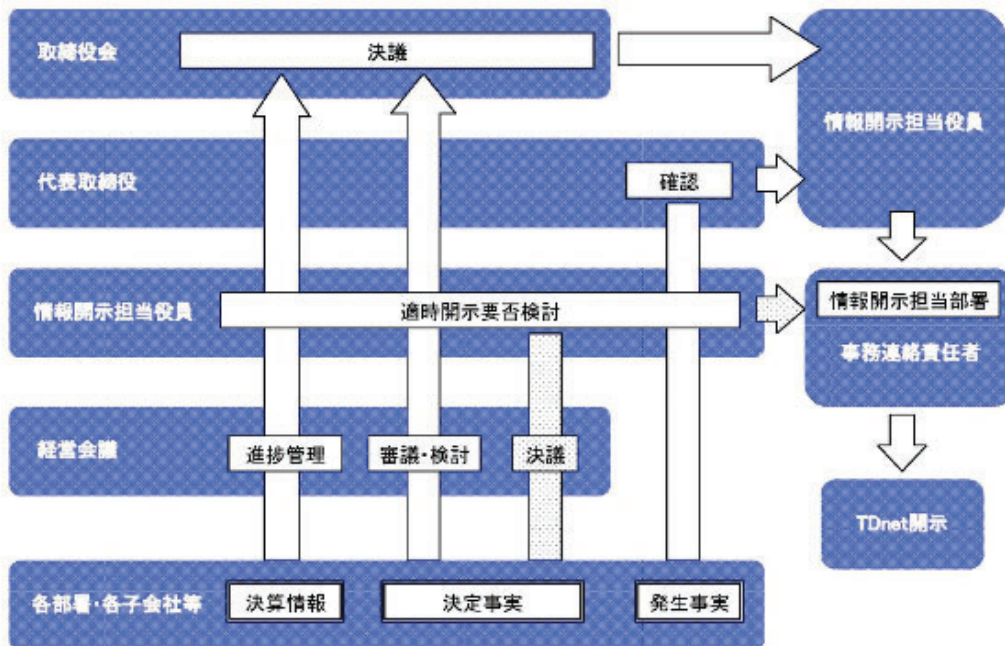 取締役会
決議
情報開示担当役員
代表取締役
確認
情報開示担当役員
適時開示要否検討
情報開示担当部署
事務連絡責任者
経営会議
進捗管理
審議・検討
決議
TDnet開示
各部署・各子会社等
決算情報
決定事実
発生事実